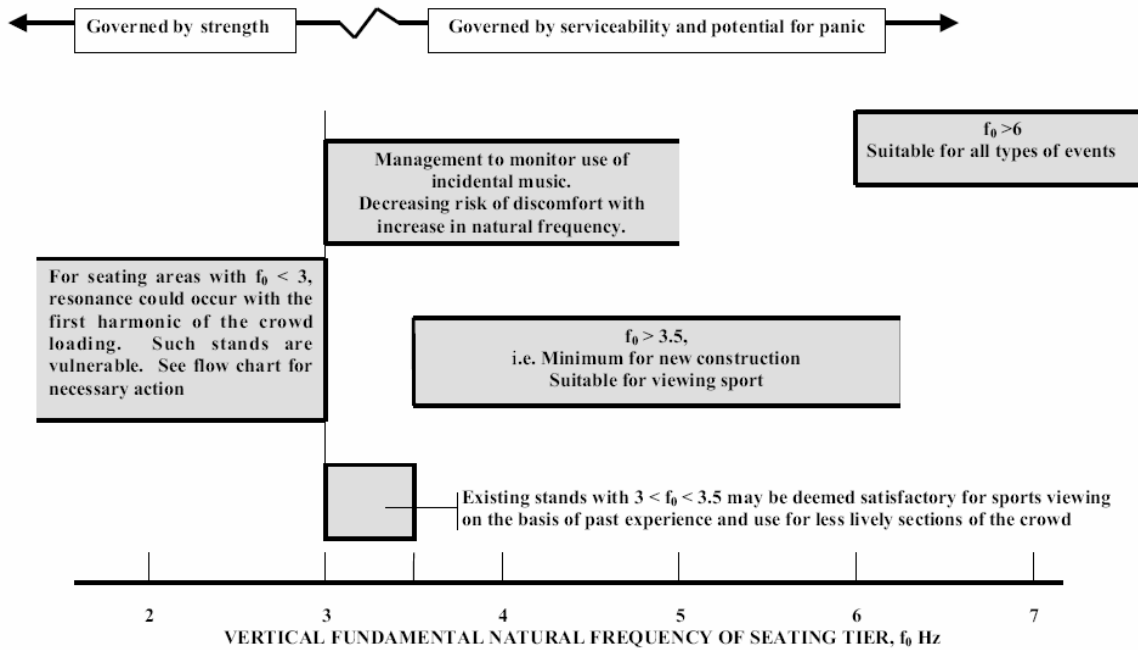 Governed by strength
Governed by serviceability and potential for panic
f₀ >6
Suitable for all types of events
Management to monitor use of
incidental music.
Decreasing risk of discomfort with
increase in natural frequency.
For seating areas with f₀ < 3,
resonance could occur with the
first harmonic of the crowd
loading. Such stands are
vulnerable. See flow chart for
necessary action
f₀ > 3.5,
i.e. Minimum for new construction
Suitable for viewing sport
Existing stands with 3 < f₀ < 3.5 may be deemed satisfactory for sports viewing
on the basis of past experience and use for less lively sections of the crowd
2 3 4 5 6 7
VERTICAL FUNDAMENTAL NATURAL FREQUENCY OF SEATING TIER, f₀ Hz